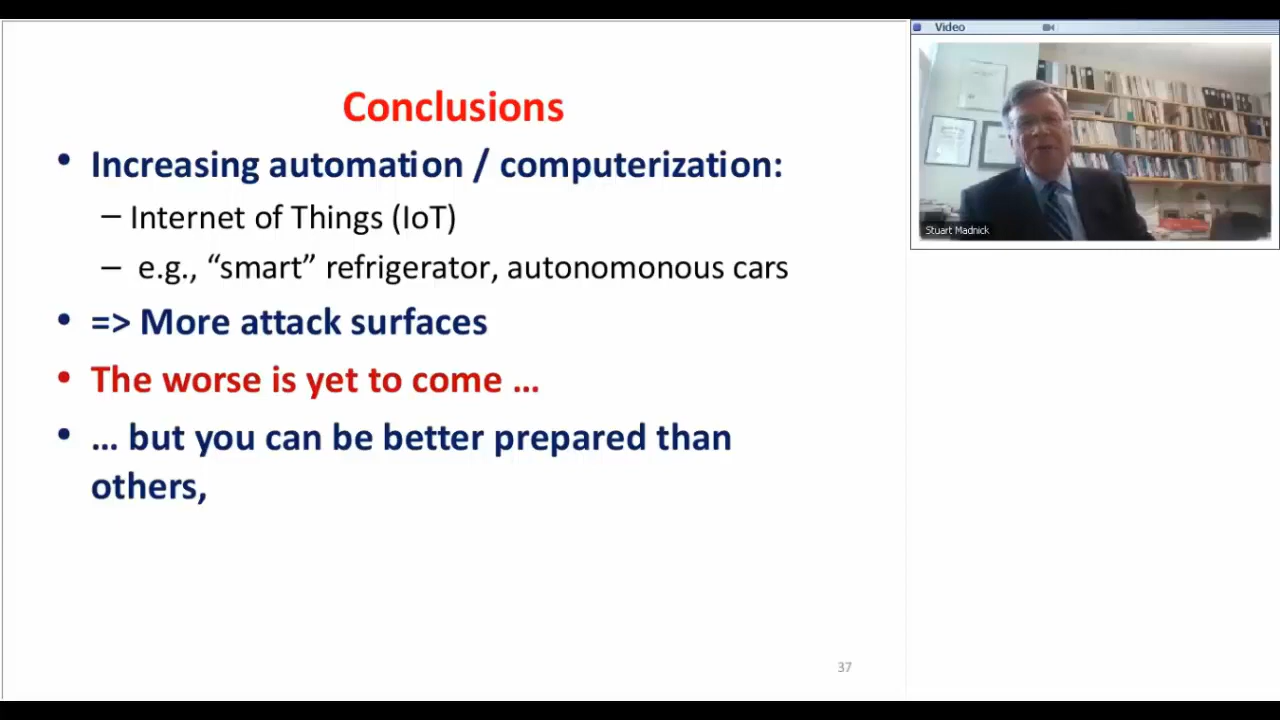 Conclusions
• Increasing automation / computerization:
– Internet of Things (IoT)
– e.g., “smart” refrigerator, autonomonous cars
• => More attack surfaces
• The worse is yet to come …
• … but you can be better prepared than
others,
37
Video
Stuart Madnick